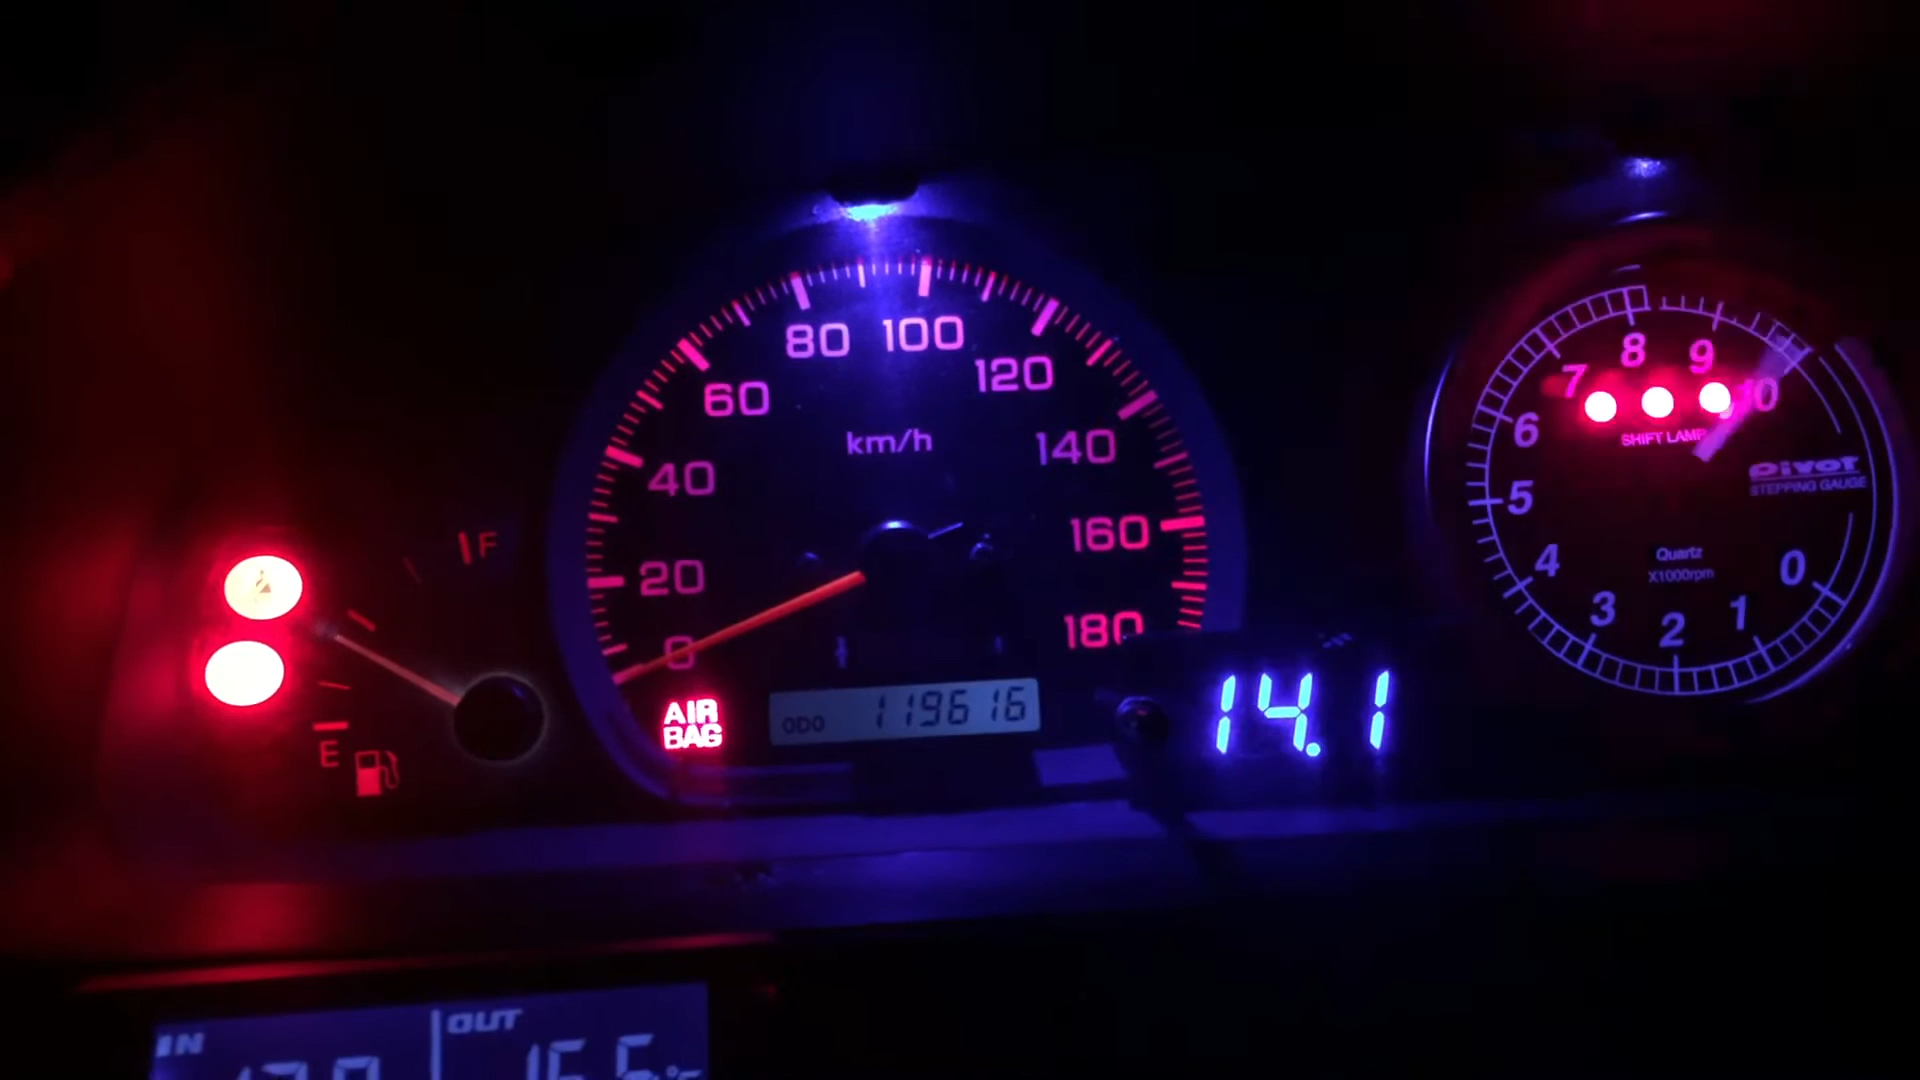 F
E
20
40
60
80
100
120
140
160
180
0
km/h
AIR
BAG
ODO 119616
14.1
7
8
9
10
6
5
4
3
2
1
0
SHIFT LAMP
Pivot
STEPPING GAUGE
Quartz
X1000rpm
IN
OUT
°C